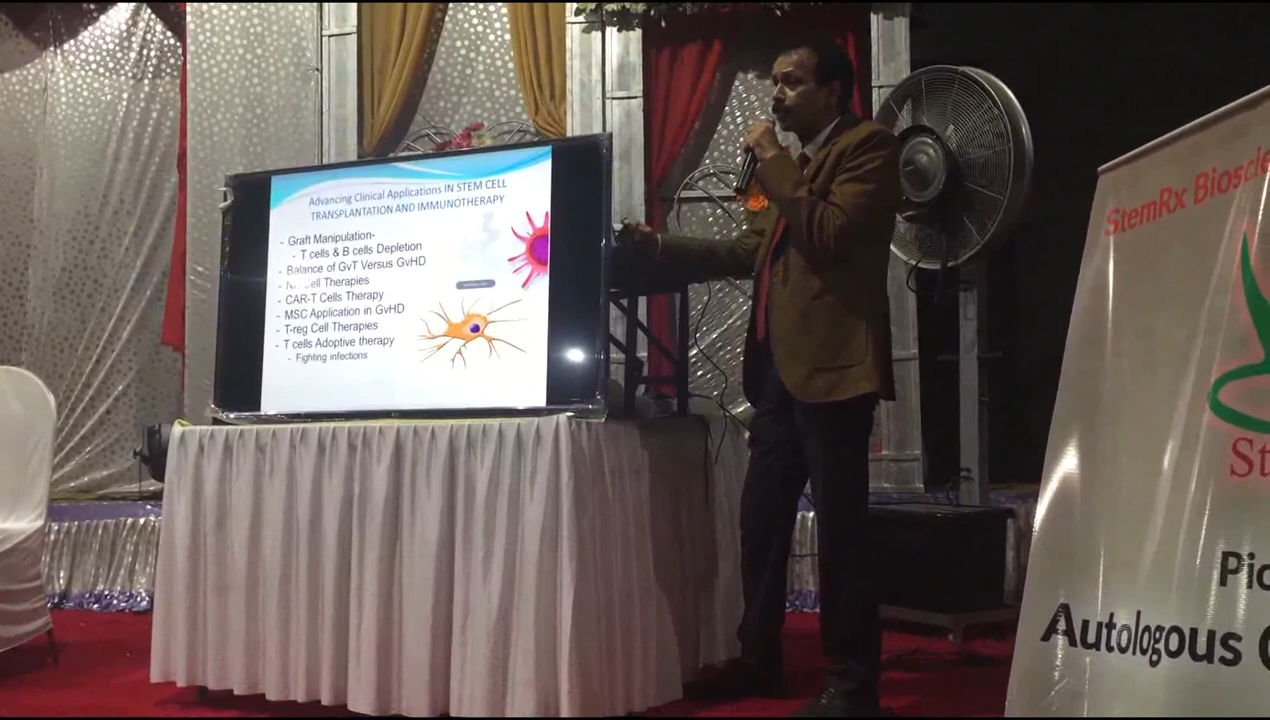 Advancing Clinical Applications IN STEM CELL
TRANSPLANTATION AND IMMUNOTHERAPY
- Graft Manipulation-
- T cells & B cells Depletion
- Balance of GvT Versus GvHD
- Cell Therapies
- CAR-T Cells Therapy
- MSC Application in GvHD
- T-reg Cell Therapies
- T cells Adoptive therapy
- Fighting infections
StemRx Bioscie
St
Pio
Autologous